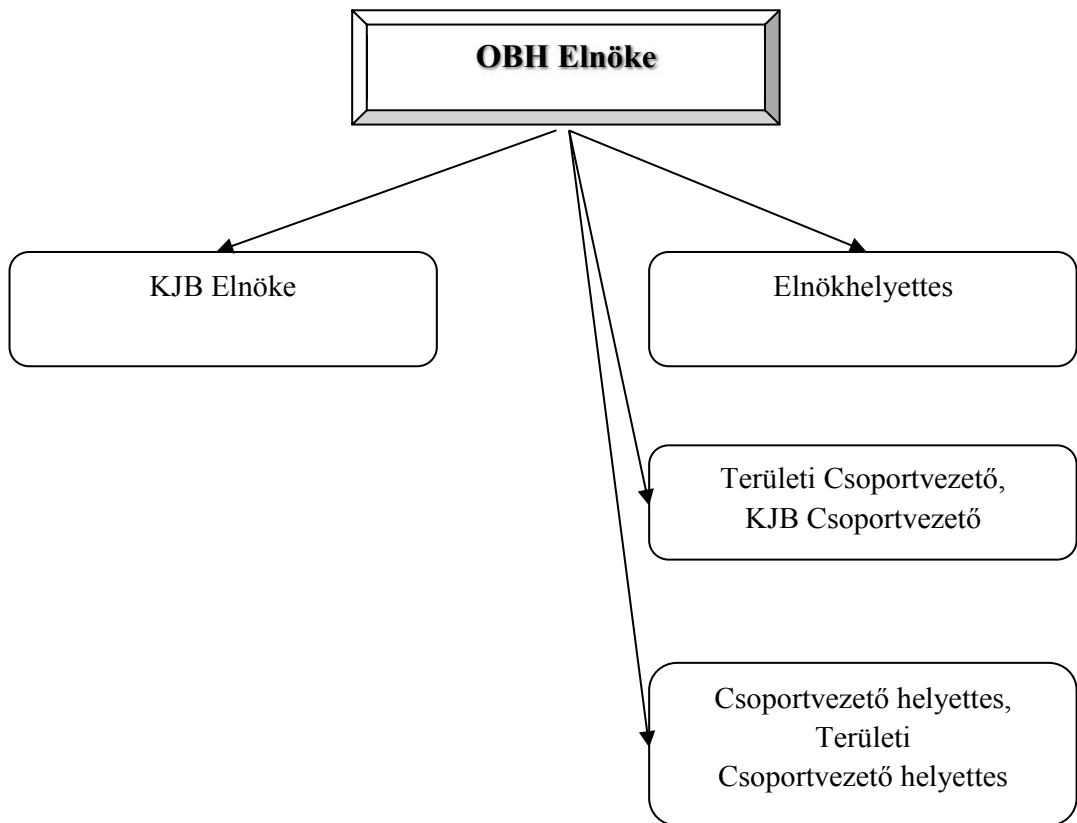 OBH Elnöke
KJB Elnöke
Elnökhelyettes
Területi Csoportvezető,
KJB Csoportvezető
Csoportvezető helyettes,
Területi
Csoportvezető helyettes